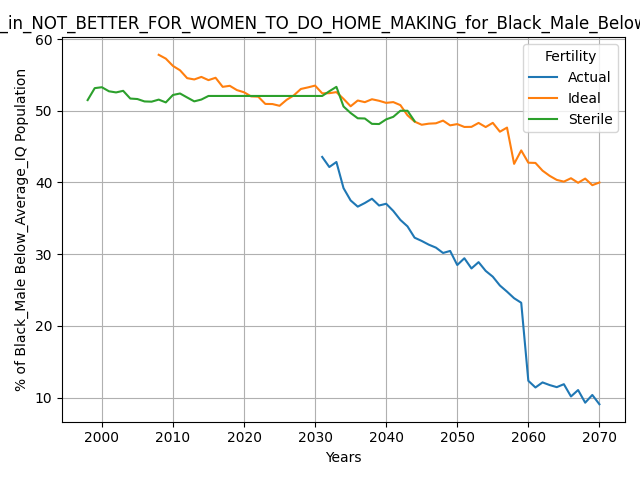 _in_NOT_BETTER_FOR_WOMEN_TO_DO_HOME_MAKING_for_Black_Male_Below
% of Black_Male Below_Average_IQ Population
60
50
40
30
20
10
Fertility
Actual
Ideal
Sterile
2000 2010 2020 2030 2040 2050 2060 2070
Years